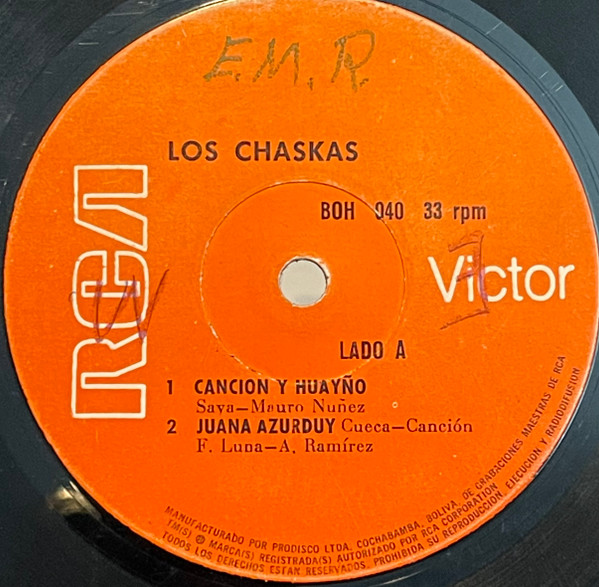 E.M.R.
LOS CHASKAS
BOH 040 33 rpm
RCA
Victor
LADO A
1 CANCION Y HUAYÑO
Saya-Mauro Nuñez
2 JUANA AZURDUY Cueca-Canción
F. Luna-A. Ramírez
MANUFACTURADO POR PRODISCO LTDA, COCHABAMBA, BOLIVA, DE GRABACIONES MAESTRAS DE RCA
TM(S) ® MARCA(S) REGISTRADA(S) AUTORIZADO POR RCA CORPORATION
TODOS LOS DERECHOS ESTAN RESERVADOS. PROHIBIDA SU REPRODUCCION, EJECUCION Y RADIODIFUSION